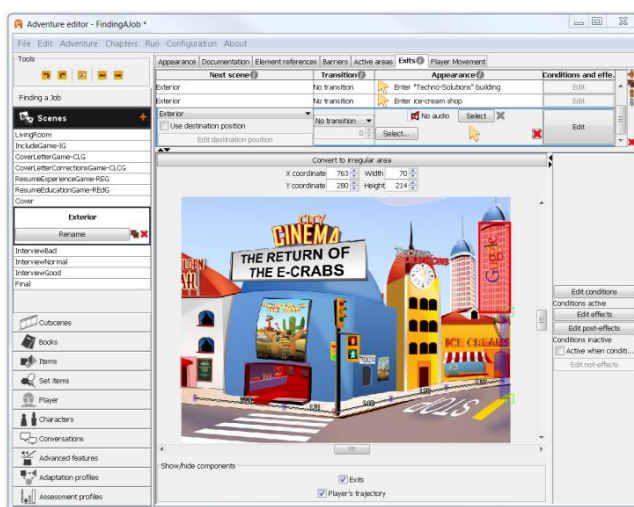 Adventure editor - FindingAJob *
File Edit Adventure Chapters Run Configuration About
Tools
Finding a Job
Scenes
LivingRoom
IncludeGame-IG
CoverLetterGame-CLG
CoverLetterCorrectionsGame-CLCG
ResumeExperienceGame-REG
ResumeEducationGame-REdG
Cover
Exterior
Rename
InterviewBad
InterviewNormal
InterviewGood
Final
Cutscenes
Books
Items
Set items
Player
Characters
Conversations
Advanced features
Adaptation profiles
Assessment profiles
Appearance Documentation Element references Barriers Active areas Exits Player Movement
Next scene Transition Appearance Conditions and effe..
Exterior No transition Enter "Techno-Solutions" building Edit
Exterior No transition Enter ice-cream shop Edit
Exterior No transition No audio Select Edit
Use destination position
0 Select...
Edit destination position
Convert to irregular area
X coordinate 763 Width 70
Y coordinate 280 Height 214
CITY
CINEMA
THE RETURN OF
THE E-CRABS
Gugle
ICE CREAMS
STOP
Edit conditions
Conditions active
Edit effects
Edit post-effects
Conditions inactive
Active when conditi...
Edit not-effects
Show/hide components
Exits
Player's trajectory